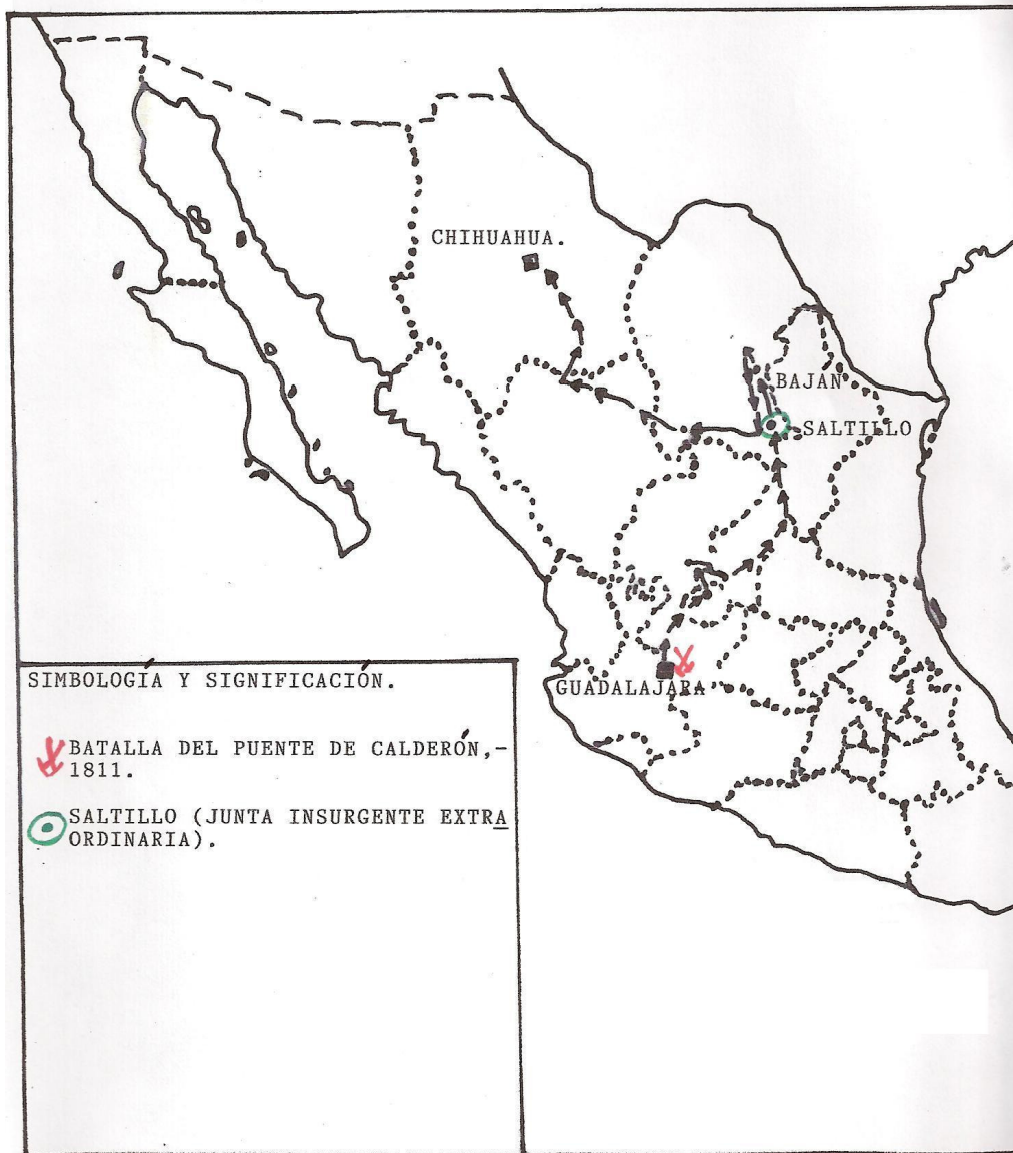 CHIHUAHUA.
BAJÁN
SALTILLO
GUADALAJARA
SIMBOLOGÍA Y SIGNIFICACIÓN.
BATALLA DEL PUENTE DE CALDERÓN,-
1811.
SALTILLO (JUNTA INSURGENTE EXTRA
ORDINARIA).